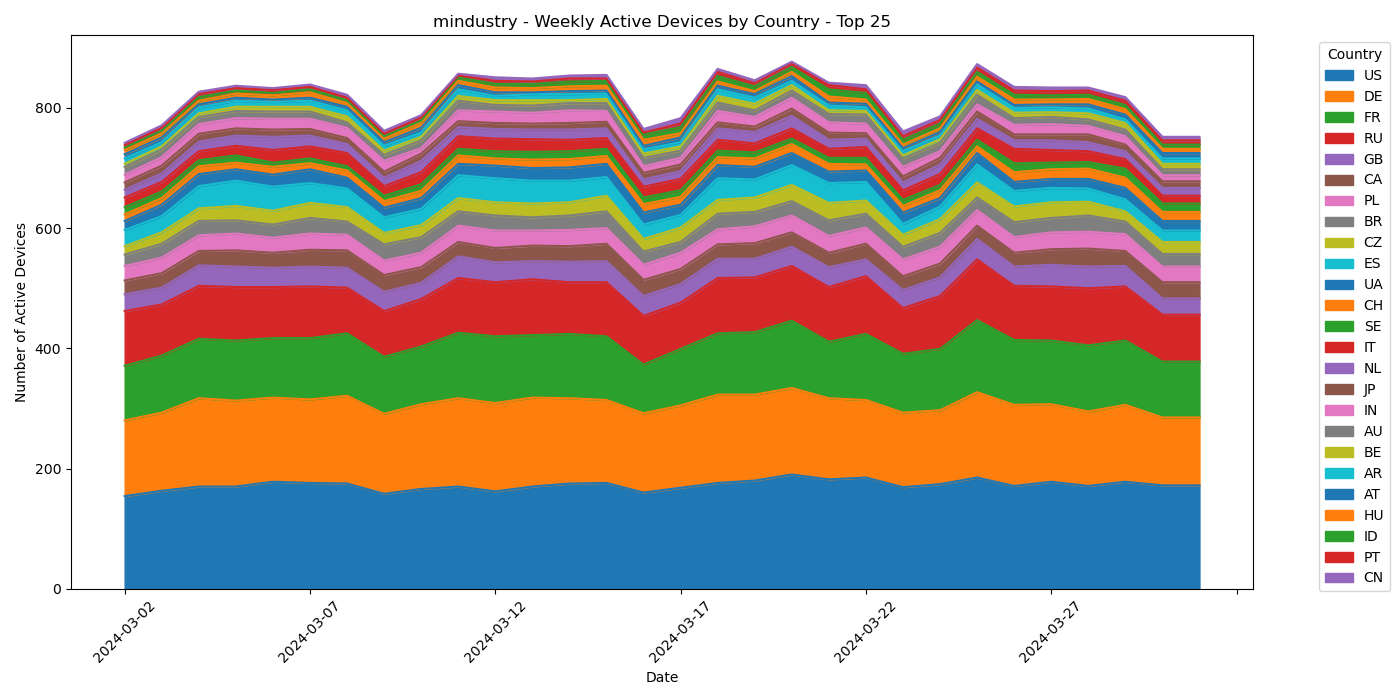 mindustry - Weekly Active Devices by Country - Top 25
Number of Active Devices
800
600
400
200
0
2024-03-02
2024-03-07
2024-03-12
2024-03-17
2024-03-22
2024-03-27
Date
Country
US
DE
FR
RU
GB
CA
PL
BR
CZ
ES
UA
CH
SE
IT
NL
JP
IN
AU
BE
AR
AT
HU
ID
PT
CN